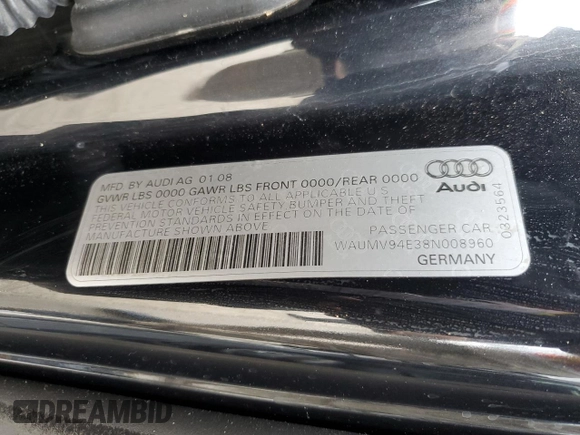 MFD. BY AUDI AG 01.08
GVWR LBS 0000 GAWR LBS FRONT 0000/REAR 0000
THIS VEHICLE CONFORMS TO ALL APPLICABLE U.S.
FEDERAL MOTOR VEHICLE SAFETY BUMPER AND THEFT
PREVENTION STANDARDS IN EFFECT ON THE DATE OF
MANUFACTURE SHOWN ABOVE
Audi
PASSENGER CAR
WAUMV94E38N008960
GERMANY
0823564
DREAMBID